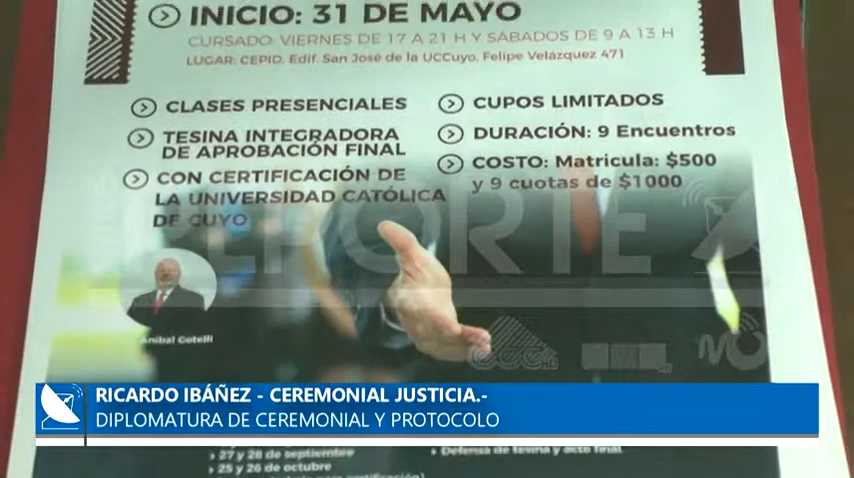 INICIO: 31 DE MAYO
CURSADO: VIERNES DE 17 A 21 H Y SÁBADOS DE 9 A 13 H
LUGAR: CEPID, Edif. San José de la UCCuyo, Felipe Velázquez 471
CLASES PRESENCIALES
TESINA INTEGRADORA
DE APROBACIÓN FINAL
CON CERTIFICACIÓN DE
LA UNIVERSIDAD CATÓLICA
DE CUYO
CUPOS LIMITADOS
DURACIÓN: 9 Encuentros
COSTO: Matricula: $500
y 9 cuotas de $1000
REPORTE
Anibal Gotelli
RICARDO IBÁÑEZ - CEREMONIAL JUSTICIA.-
DIPLOMATURA DE CEREMONIAL Y PROTOCOLO
27 y 28 de septiembre
25 y 26 de octubre
Defensa de tesina y acto final